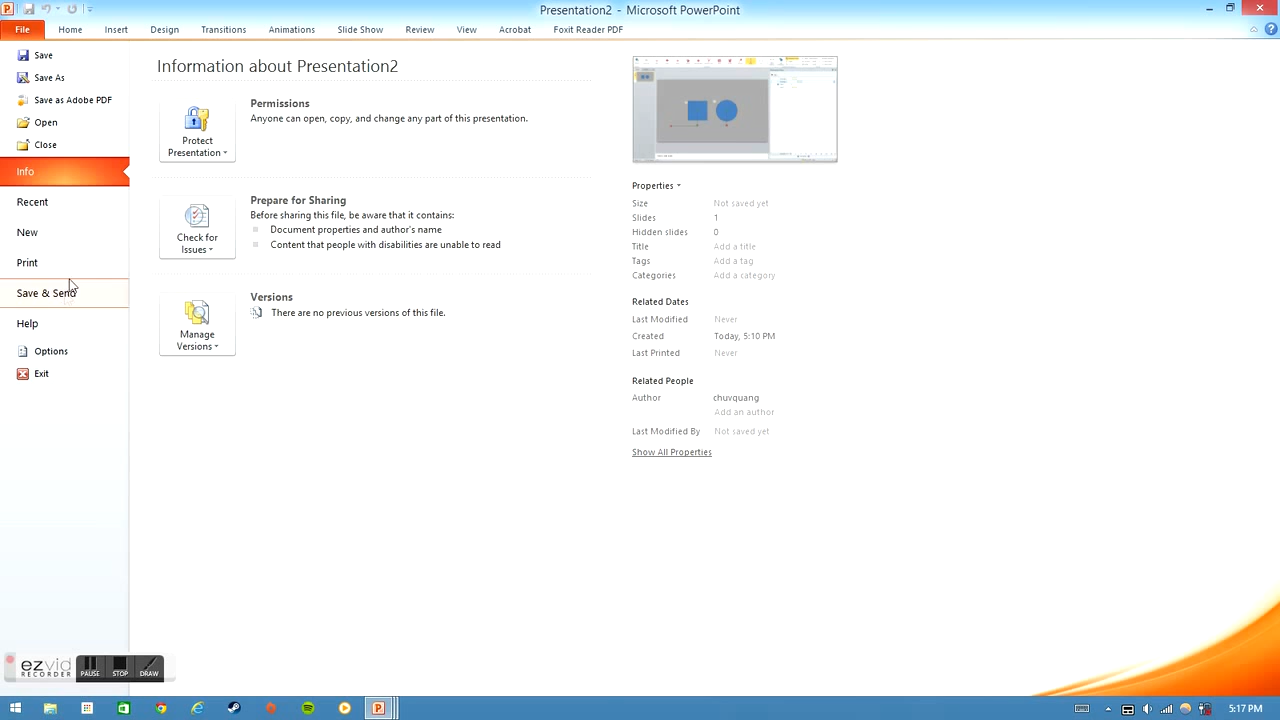 Presentation2 - Microsoft PowerPoint
File Home Insert Design Transitions Animations Slide Show Review View Acrobat Foxit Reader PDF
Save
Save As
Save as Adobe PDF
Open
Close
Info
Recent
New
Print
Save & Send
Help
Options
Exit
Information about Presentation2
Protect
Presentation
Permissions
Anyone can open, copy, and change any part of this presentation.
Check for
Issues
Prepare for Sharing
Before sharing this file, be aware that it contains:
Document properties and author's name
Content that people with disabilities are unable to read
Manage
Versions
Versions
There are no previous versions of this file.
Properties
Size Not saved yet
Slides 1
Hidden slides 0
Title Add a title
Tags Add a tag
Categories Add a category
Related Dates
Last Modified Never
Created Today, 5:10 PM
Last Printed Never
Related People
Author chuvquang
Add an author
Last Modified By Not saved yet
Show All Properties
ezvid
RECORDER
PAUSE STOP DRAW
5:17 PM